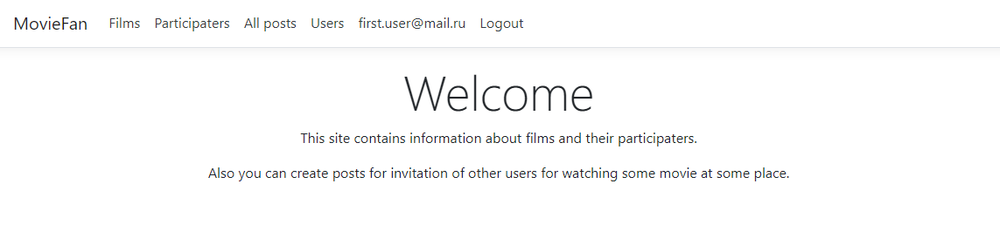 MovieFan Films Participaters All posts Users first.user@mail.ru Logout
Welcome
This site contains information about films and their participaters.
Also you can create posts for invitation of other users for watching some movie at some place.